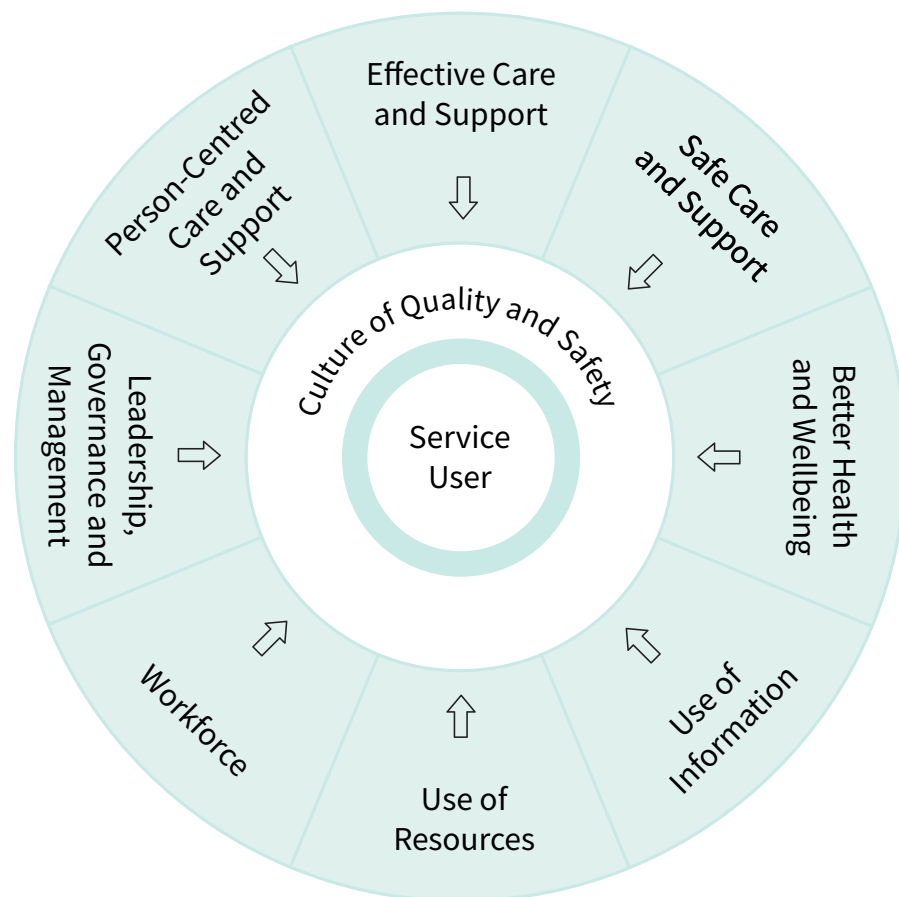 Effective Care
and Support
Safe Care
and Support
Better Health
and Wellbeing
Use of
Information
Use of
Resources
Workforce
Leadership,
Governance and
Management
Person-Centred
Care and
Support
Culture of Quality and Safety
Service
User